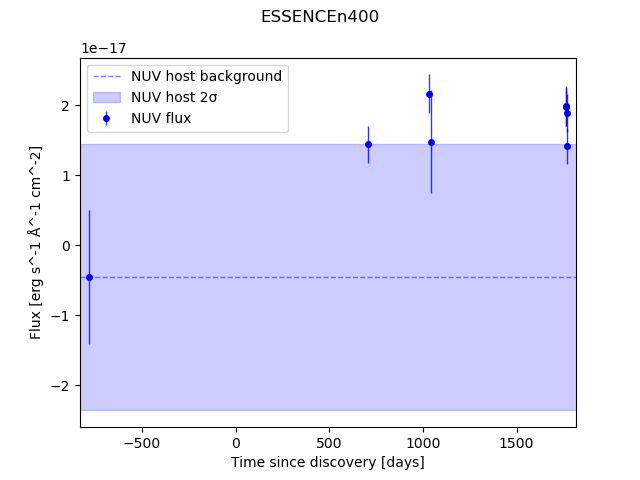 ESSENCEn400
1e−17
NUV host background
NUV host 2σ
NUV flux
2
1
0
−1
−2
Flux [erg s^-1 Å^-1 cm^-2]
−500
0
500
1000
1500
Time since discovery [days]